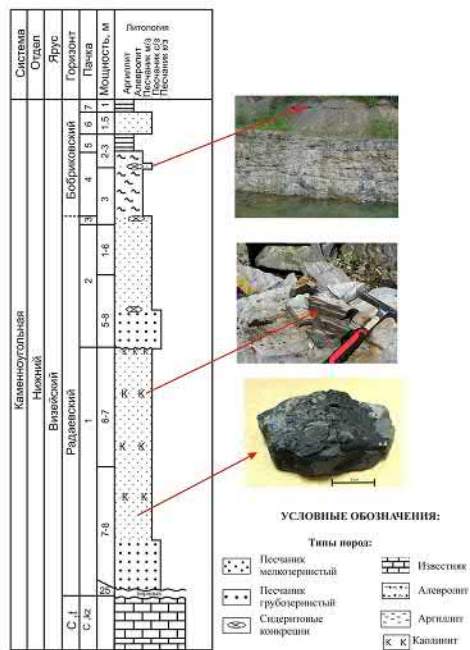 Система
Отдел
Ярус
Горизонт
Пачка
Мощность, м
Литология
Аргиллит
Алевролит
Песчаник м/з
Песчаник с/з
Песчаник к/з
Каменноугольная
Нижний
Визейский
Бобриковский
Радаевский
7
1
6
1.5
5
2-3
4
3
3
2
1-6
5-8
1
6-7
7-8
25
К К
К К
К К
УСЛОВНЫЕ ОБОЗНАЧЕНИЯ:
Типы пород:
Песчаник
мелкозернистый
Песчаник
грубозернистый
Сидеритовые
конкреции
Известняк
Алевролит
Аргиллит
К К
Каолинит